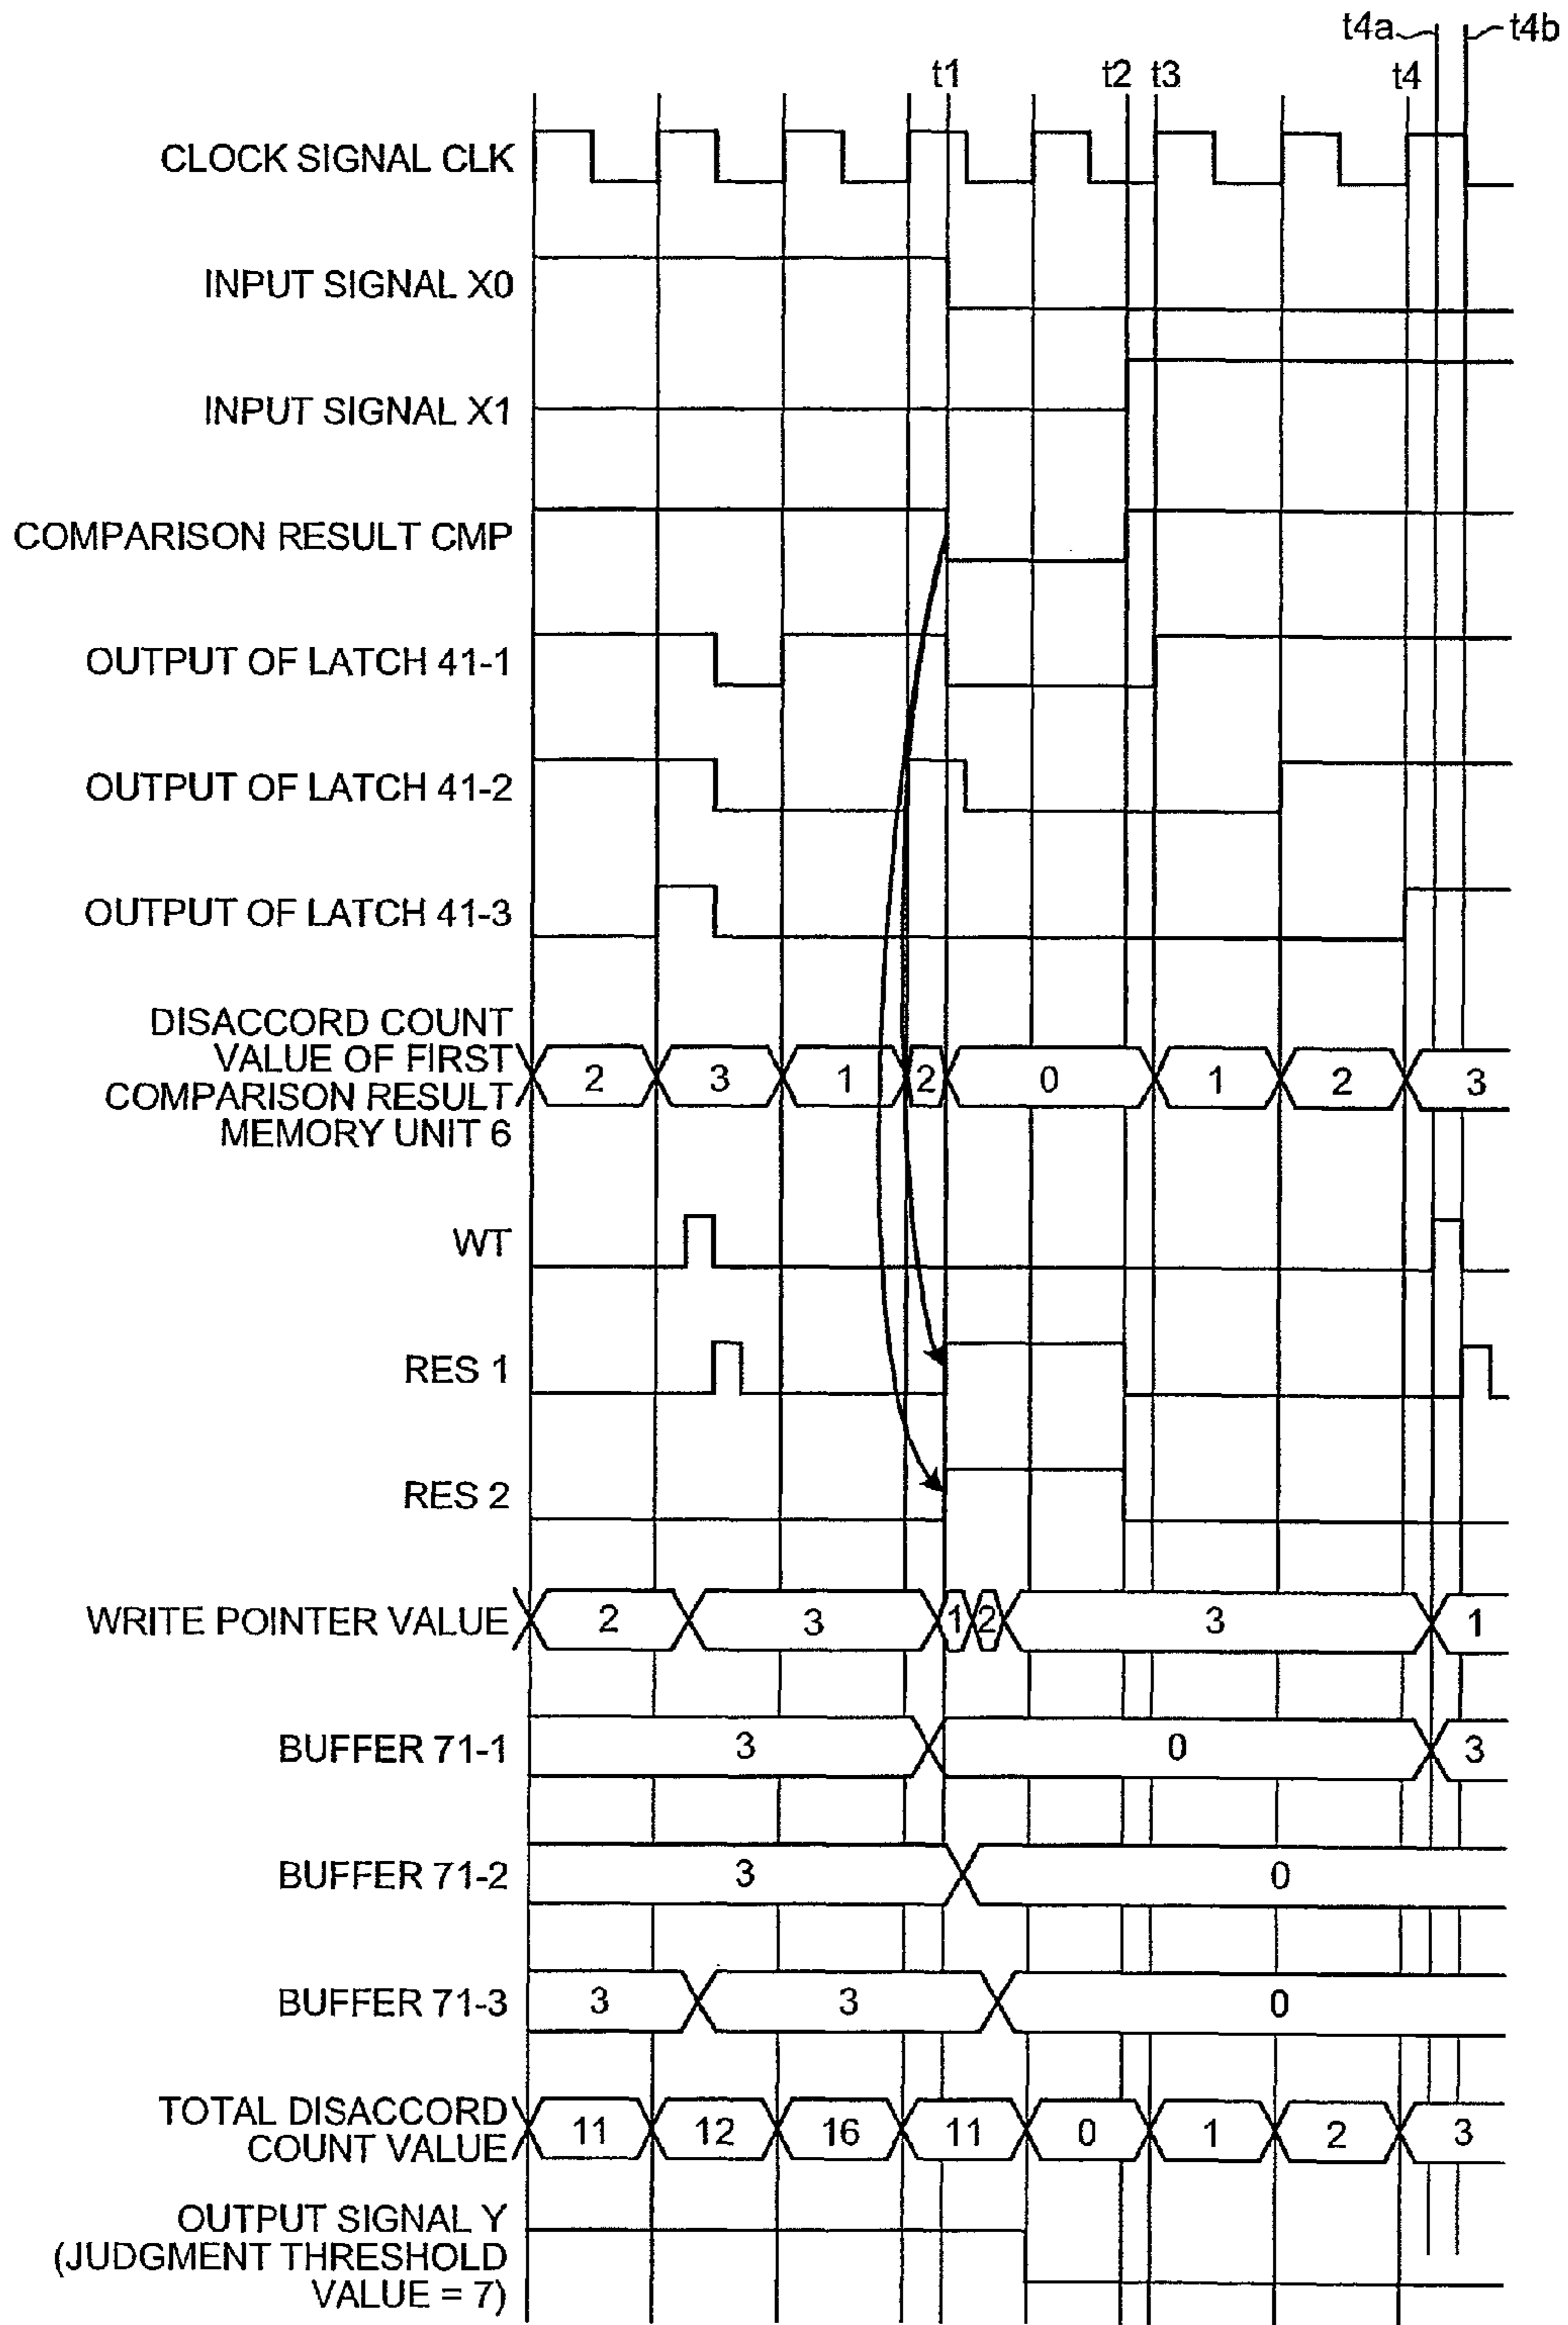 t4a
t4b
t1
t2
t3
t4
CLOCK SIGNAL CLK
INPUT SIGNAL X0
INPUT SIGNAL X1
COMPARISON RESULT CMP
OUTPUT OF LATCH 41-1
OUTPUT OF LATCH 41-2
OUTPUT OF LATCH 41-3
DISACCORD COUNT
VALUE OF FIRST
COMPARISON RESULT
MEMORY UNIT 6
2 3 1 2 0 1 2 3
WT
RES 1
RES 2
WRITE POINTER VALUE
2 3 1 2 3 1
BUFFER 71-1
3 0 3
BUFFER 71-2
3 0
BUFFER 71-3
3 3 0
TOTAL DISACCORD
COUNT VALUE
11 12 16 11 0 1 2 3
OUTPUT SIGNAL Y
(JUDGMENT THRESHOLD
VALUE = 7)